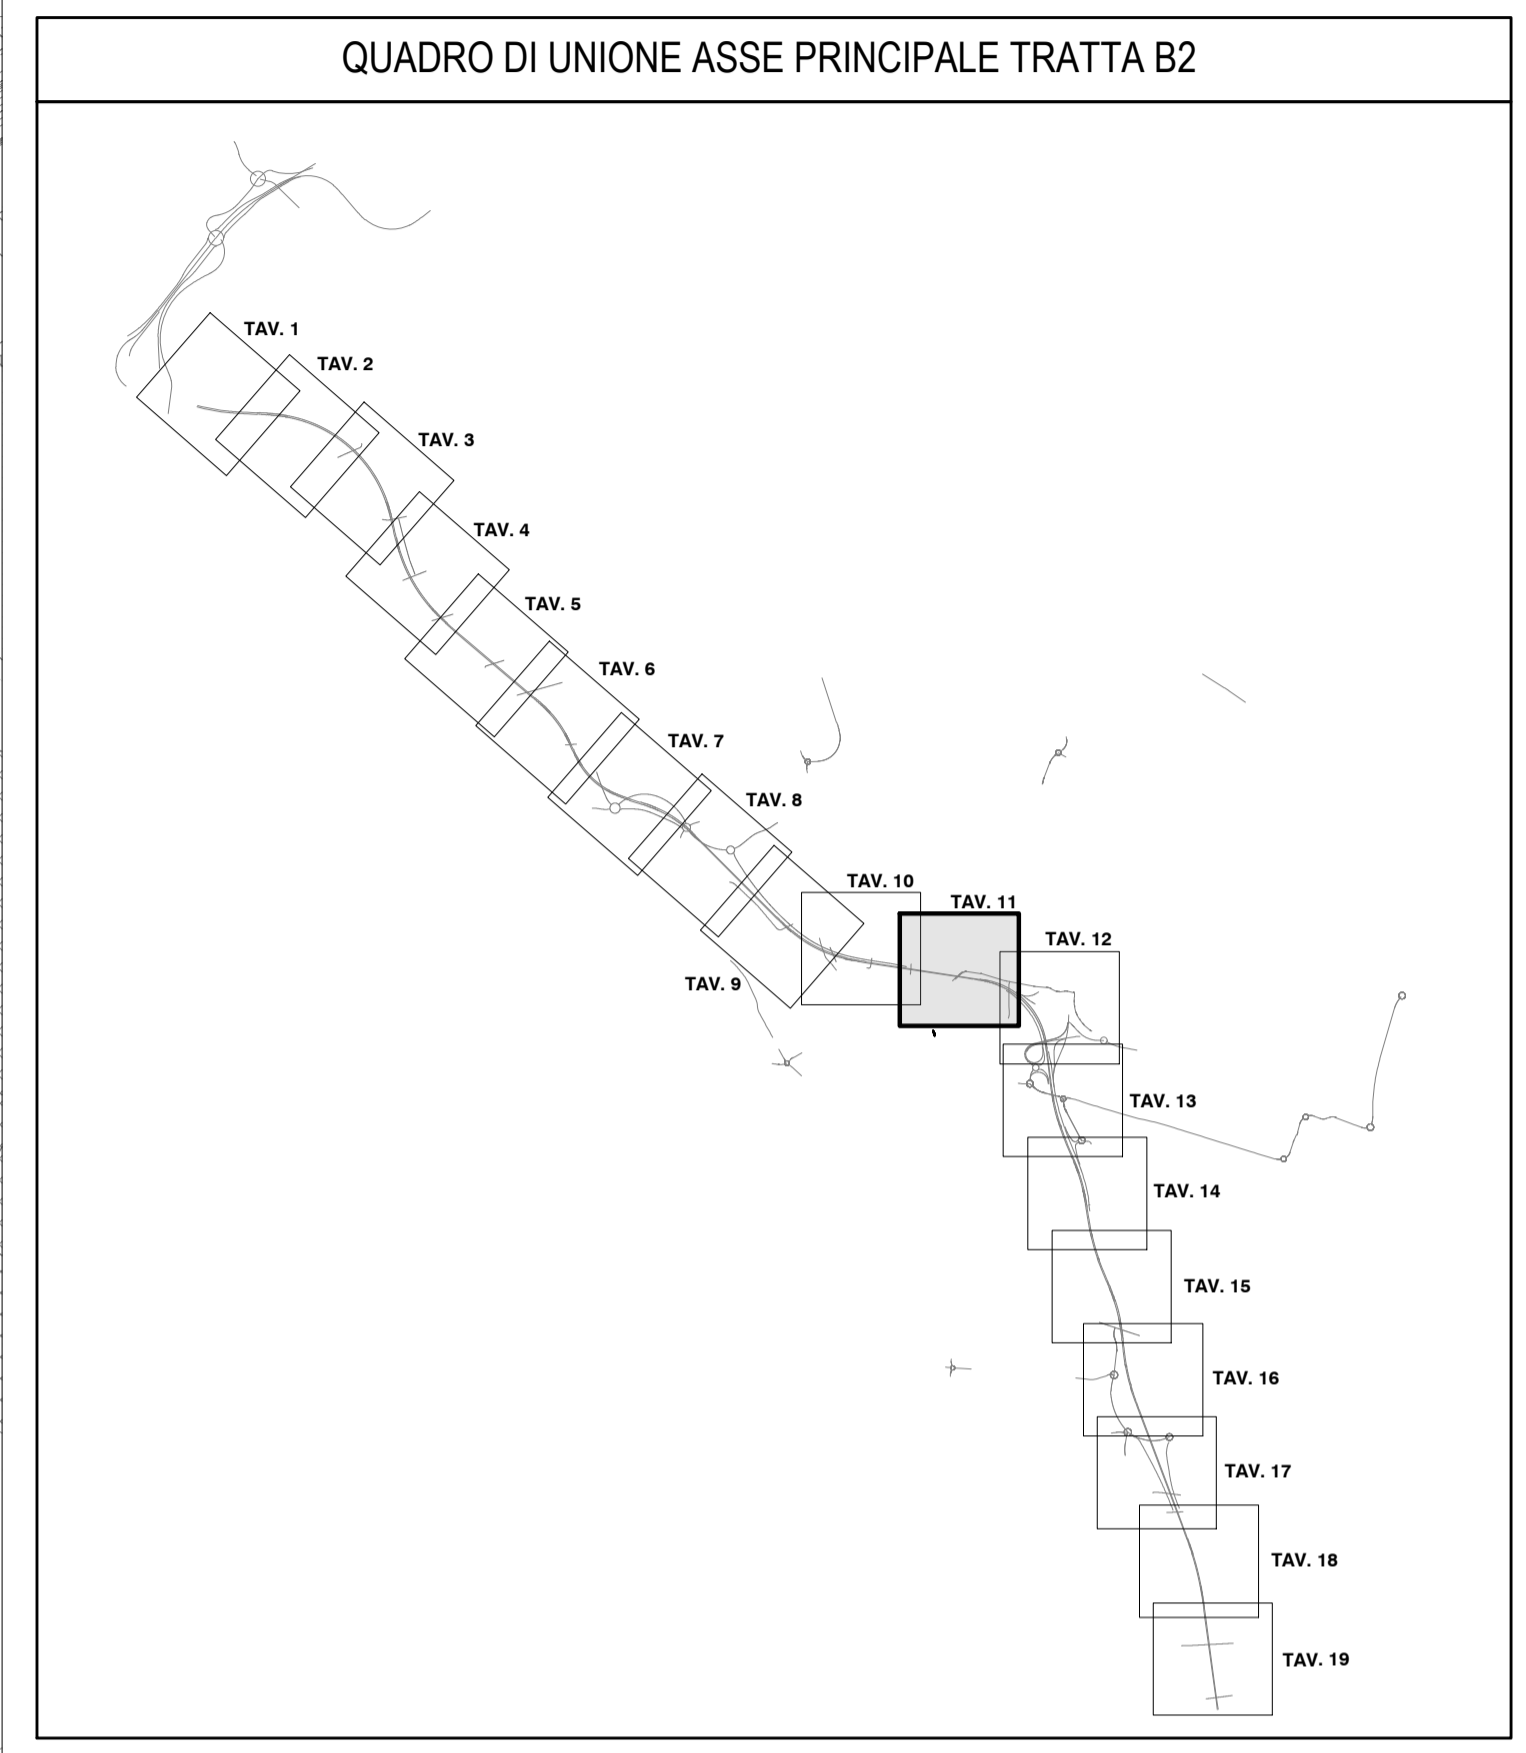 QUADRO DI UNIONE ASSE PRINCIPALE TRATTA B2
TAV. 1
TAV. 2
TAV. 3
TAV. 4
TAV. 5
TAV. 6
TAV. 7
TAV. 8
TAV. 9
TAV. 10
TAV. 11
TAV. 12
TAV. 13
TAV. 14
TAV. 15
TAV. 16
TAV. 17
TAV. 18
TAV. 19